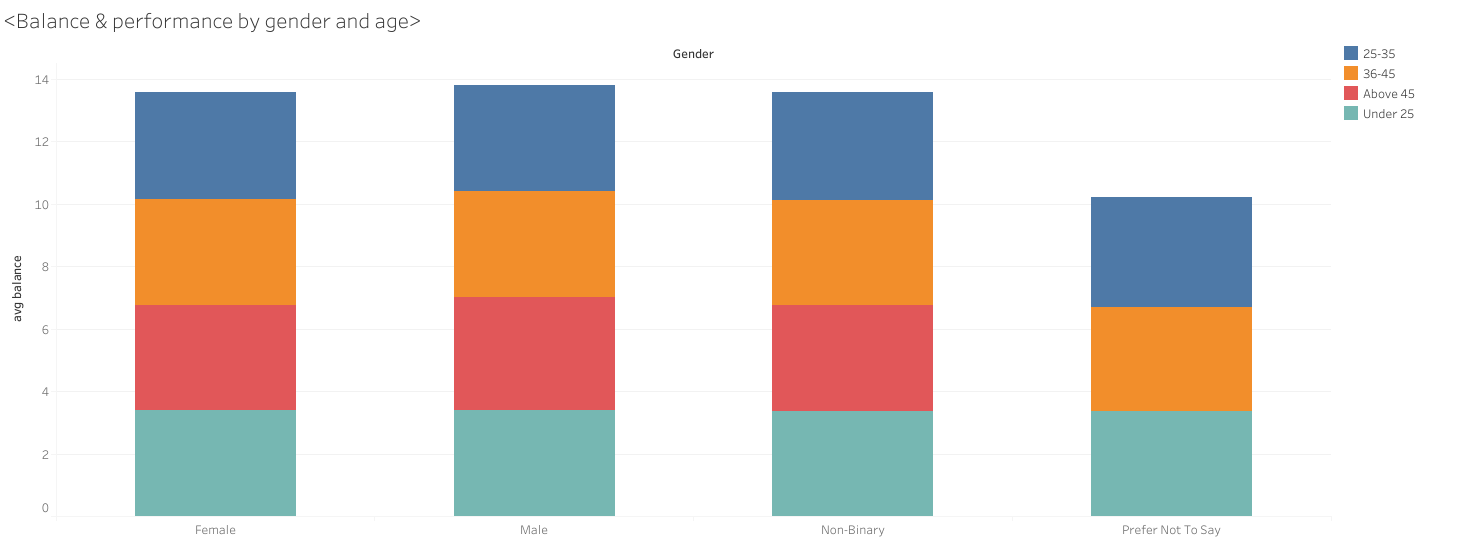 <Balance & performance by gender and age>
Gender
25-35
36-45
Above 45
Under 25
avg balance
14
12
10
8
6
4
2
0
Female
Male
Non-Binary
Prefer Not To Say